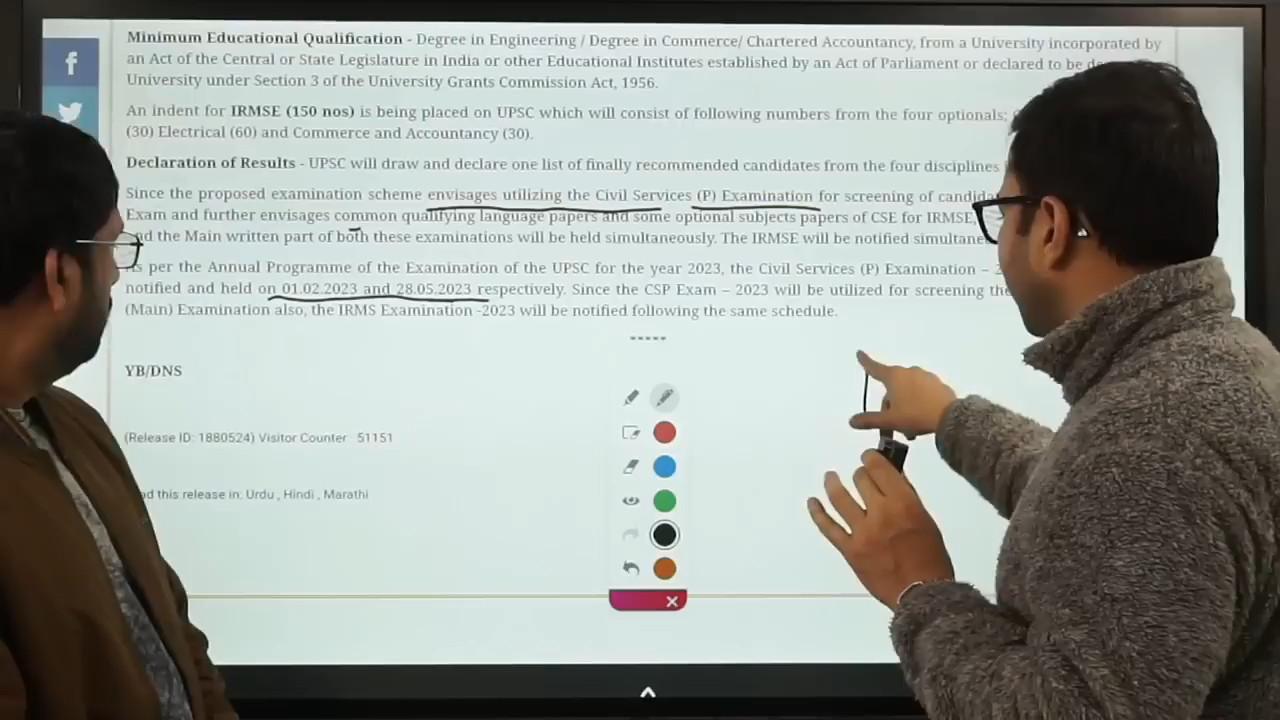 Minimum Educational Qualification - Degree in Engineering / Degree in Commerce/ Chartered Accountancy, from a University incorporated by
an Act of the Central or State Legislature in India or other Educational Institutes established by an Act of Parliament or declared to be
University under Section 3 of the University Grants Commission Act, 1956.
An indent for IRMSE (150 nos) is being placed on UPSC which will consist of following numbers from the four optionals;
(30) Electrical (60) and Commerce and Accountancy (30).
Declaration of Results - UPSC will draw and declare one list of finally recommended candidates from the four disciplines
Since the proposed examination scheme envisages utilizing the Civil Services (P) Examination for screening of
Exam and further envisages common qualifying language papers and some optional subjects papers of CSE for IRMSE,
the Main written part of both these examinations will be held simultaneously. The IRMSE will be notified
per the Annual Programme of the Examination of the UPSC for the year 2023, the Civil Services (P) Examination –
notified and held on 01.02.2023 and 28.05.2023 respectively. Since the CSP Exam – 2023 will be utilized for screening the
(Main) Examination also, the IRMS Examination -2023 will be notified following the same schedule.
*****
YB/DNS
(Release ID: 1880524) Visitor Counter : 51151
this release in: Urdu , Hindi , Marathi